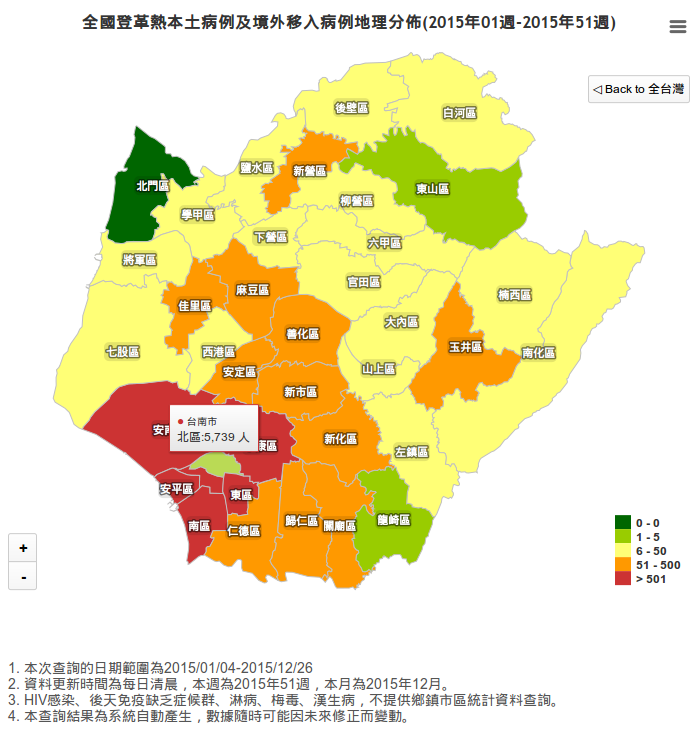 全國登革熱本土病例及境外移入病例地理分佈(2015年01週-2015年51週)
◁ Back to 全台灣
後壁區
白河區
鹽水區
新營區
北門區
東山區
柳營區
學甲區
下營區
六甲區
將軍區
官田區
麻豆區
楠西區
佳里區
大內區
善化區
七股區
西港區
玉井區
南化區
山上區
安定區
新市區
● 台南市
北區:5,739 人
安南
康區
新化區
左鎮區
安平區
東區
南區
仁德區
歸仁區
關廟區
龍崎區
0 - 0
1 - 5
6 - 50
51 - 500
> 501
+
-
1. 本次查詢的日期範圍為2015/01/04-2015/12/26
2. 資料更新時間為每日清晨，本週為2015年51週，本月為2015年12月。
3. HIV感染、後天免疫缺乏症候群、淋病、梅毒、漢生病，不提供鄉鎮市區統計資料查詢。
4. 本查詢結果為系統自動產生，數據隨時可能因未來修正而變動。